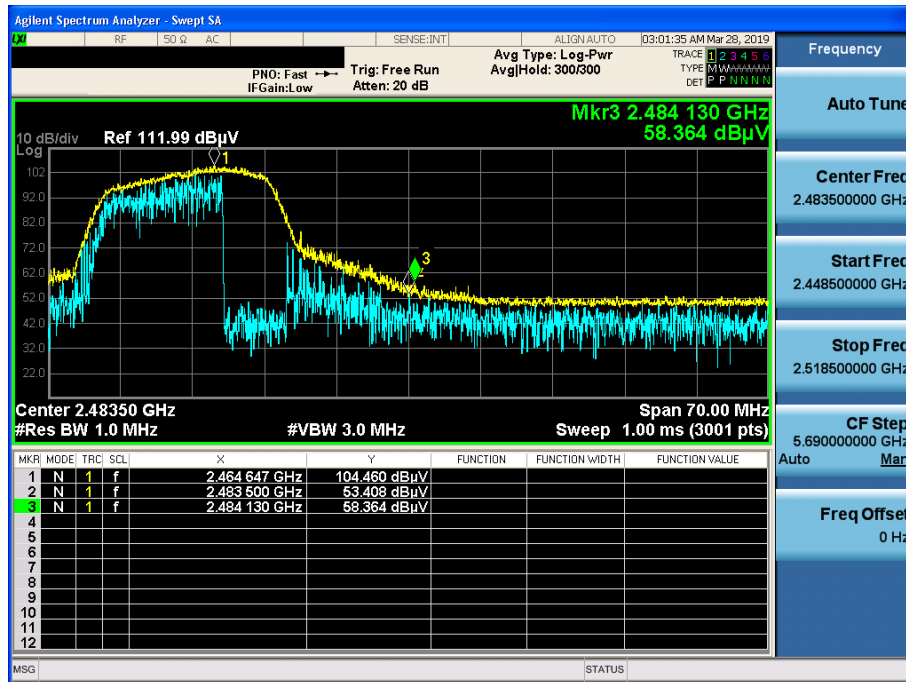 Agilent Spectrum Analyzer - Swept SA
LXI RF 50 Ω AC SENSE:INT ALIGN AUTO 03:01:35 AM Mar 28, 2019
Frequency
PNO: Fast
IFGain:Low
Trig: Free Run
Atten: 20 dB
Avg Type: Log-Pwr
Avg|Hold: 300/300
TRACE 1 2 3 4 5 6
TYPE MWWWWW
DET P P N N N N
Auto Tune
Mkr3 2.484 130 GHz
58.364 dBµV
10 dB/div Ref 111.99 dBµV
Log
102
92.0
82.0
72.0
62.0
52.0
42.0
32.0
22.0
1
3
2
Center 2.48350 GHz Span 70.00 MHz
#Res BW 1.0 MHz #VBW 3.0 MHz Sweep 1.00 ms (3001 pts)
Center Freq
2.483500000 GHz
Start Freq
2.448500000 GHz
Stop Freq
2.518500000 GHz
CF Step
5.690000000 GHz
Auto Man
Freq Offset
0 Hz
MKR MODE TRC SCL X Y FUNCTION FUNCTION WIDTH FUNCTION VALUE
1 N 1 f 2.464 647 GHz 104.460 dBµV
2 N 1 f 2.483 500 GHz 53.408 dBµV
3 N 1 f 2.484 130 GHz 58.364 dBµV
4
5
6
7
8
9
10
11
12
MSG STATUS